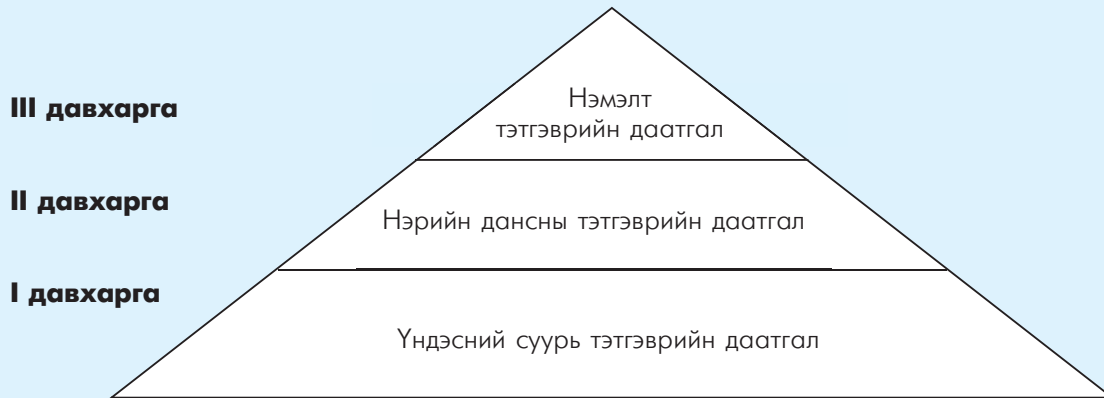 III давхарга
Нэмэлт
тэтгэврийн даатгал
II давхарга
Нэрийн дансны тэтгэврийн даатгал
I давхарга
Үндэсний суурь тэтгэврийн даатгал